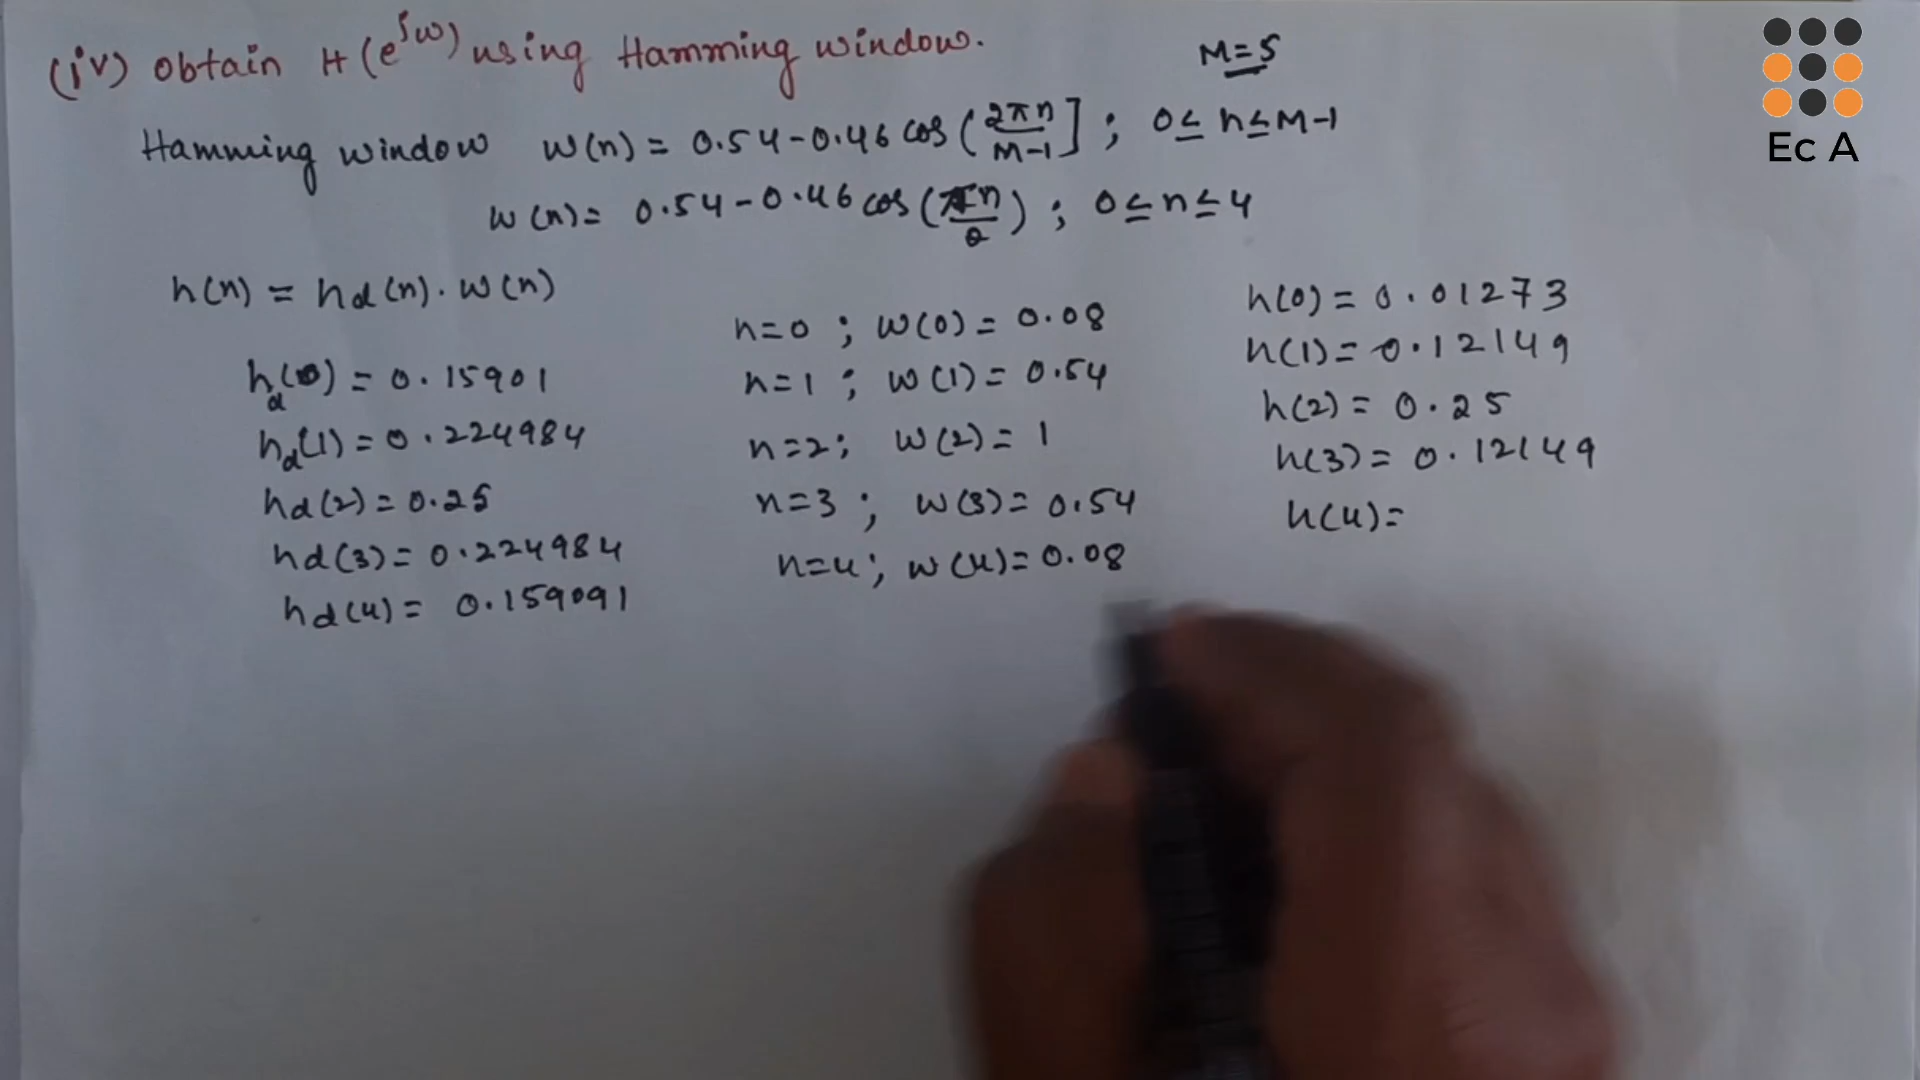 (iv) obtain H(e^jω) using Hamming window.
M=5
Hamming window w(n) = 0.54-0.46 cos(2πn/M-1] ; 0≤n≤M-1
w(n)= 0.54-0.46 cos(πn/2) ; 0≤n≤4
h(n) = hd(n).w(n)
hd(0) = 0.15901
hd(1) = 0.224984
hd(2) = 0.25
hd(3) = 0.224984
hd(4) = 0.159091
n=0 ; w(0) = 0.08
n=1 ; w(1) = 0.54
n=2; w(2) = 1
n=3 ; w(3) = 0.54
n=4; w(4) = 0.08
h(0) = 0.01273
h(1) = 0.12149
h(2) = 0.25
h(3) = 0.12149
h(4) =
Ec A